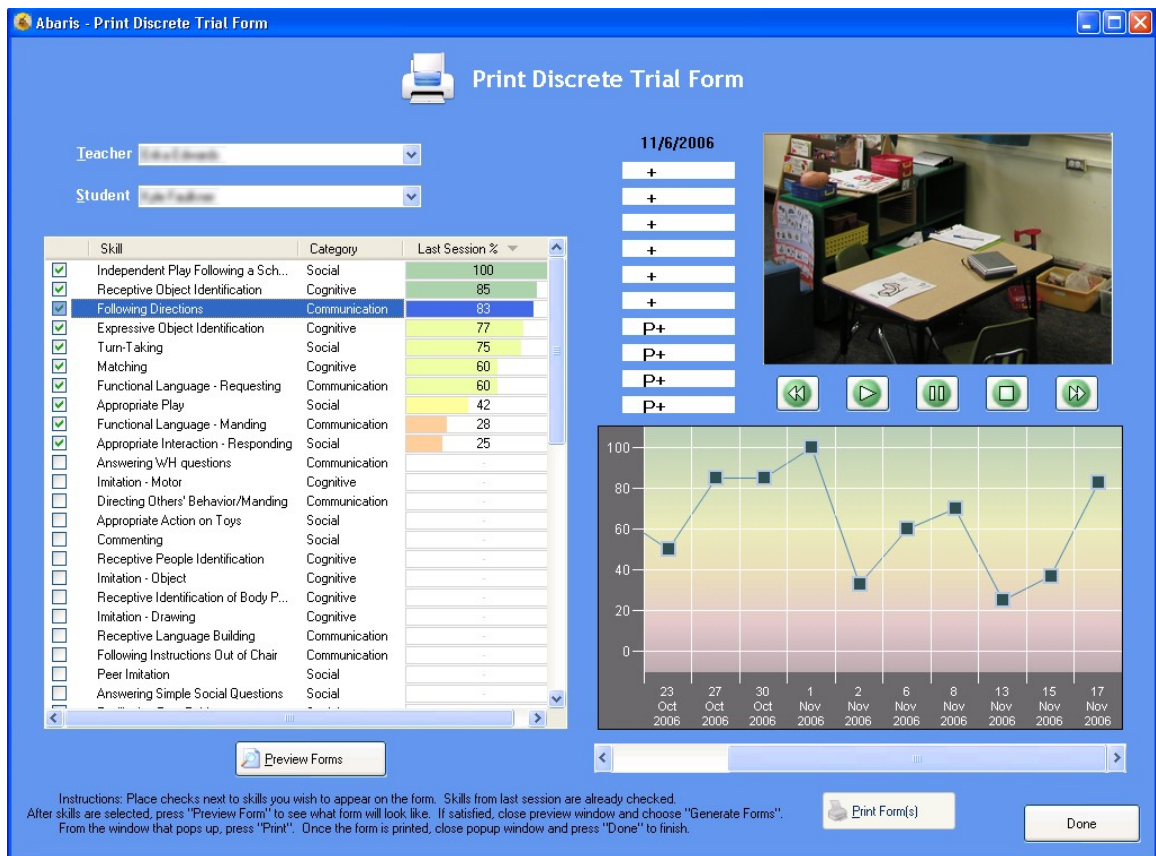 Abaris - Print Discrete Trial Form
Print Discrete Trial Form
Teacher
Student
Skill Category Last Session %
Independent Play Following a Sch... Social 100
Receptive Object Identification Cognitive 85
Following Directions Communication 83
Expressive Object Identification Cognitive 77
Turn-Taking Social 75
Matching Cognitive 60
Functional Language - Requesting Communication 60
Appropriate Play Social 42
Functional Language - Manding Communication 28
Appropriate Interaction - Responding Social 25
Answering WH questions Communication -
Imitation - Motor Cognitive -
Directing Others' Behavior/Manding Communication -
Appropriate Action on Toys Social -
Commenting Social -
Receptive People Identification Cognitive -
Imitation - Object Cognitive -
Receptive Identification of Body P... Cognitive -
Imitation - Drawing Cognitive -
Receptive Language Building Communication -
Following Instructions Out of Chair Communication -
Peer Imitation Social -
Answering Simple Social Questions Social -
Preview Forms
11/6/2006
+
+
+
+
+
+
P+
P+
P+
P+
100
80
60
40
20
0
23 27 30 1 2 6 8 13 15 17
Oct Oct Oct Nov Nov Nov Nov Nov Nov Nov
2006 2006 2006 2006 2006 2006 2006 2006 2006 2006
Instructions: Place checks next to skills you wish to appear on the form. Skills from last session are already checked.
After skills are selected, press "Preview Form" to see what form will look like. If satisfied, close preview window and choose "Generate Forms".
From the window that pops up, press "Print". Once the form is printed, close popup window and press "Done" to finish.
Print Form(s)
Done